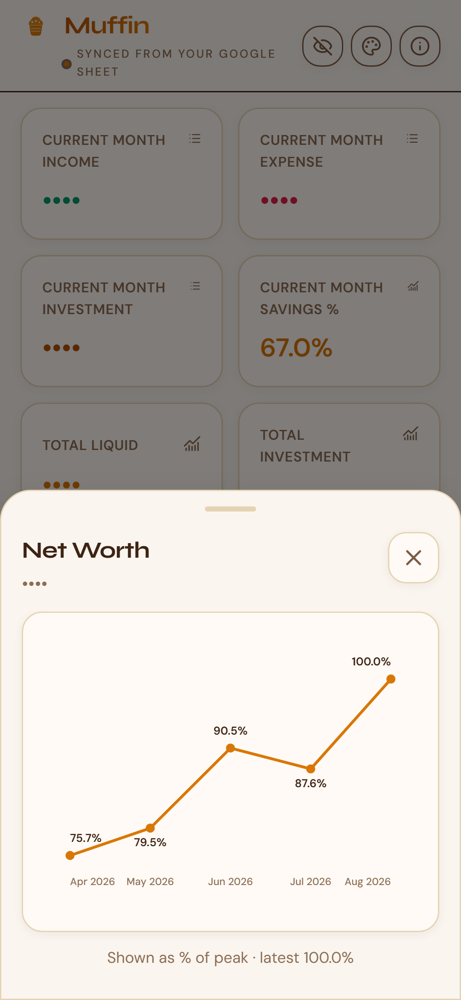 Muffin
SYNCED FROM YOUR GOOGLE
SHEET
CURRENT MONTH
INCOME
••••
CURRENT MONTH
EXPENSE
••••
CURRENT MONTH
INVESTMENT
••••
CURRENT MONTH
SAVINGS %
67.0%
TOTAL LIQUID
••••
TOTAL
INVESTMENT
Net Worth
••••
100.0%
90.5%
87.6%
75.7%
79.5%
Apr 2026
May 2026
Jun 2026
Jul 2026
Aug 2026
Shown as % of peak · latest 100.0%